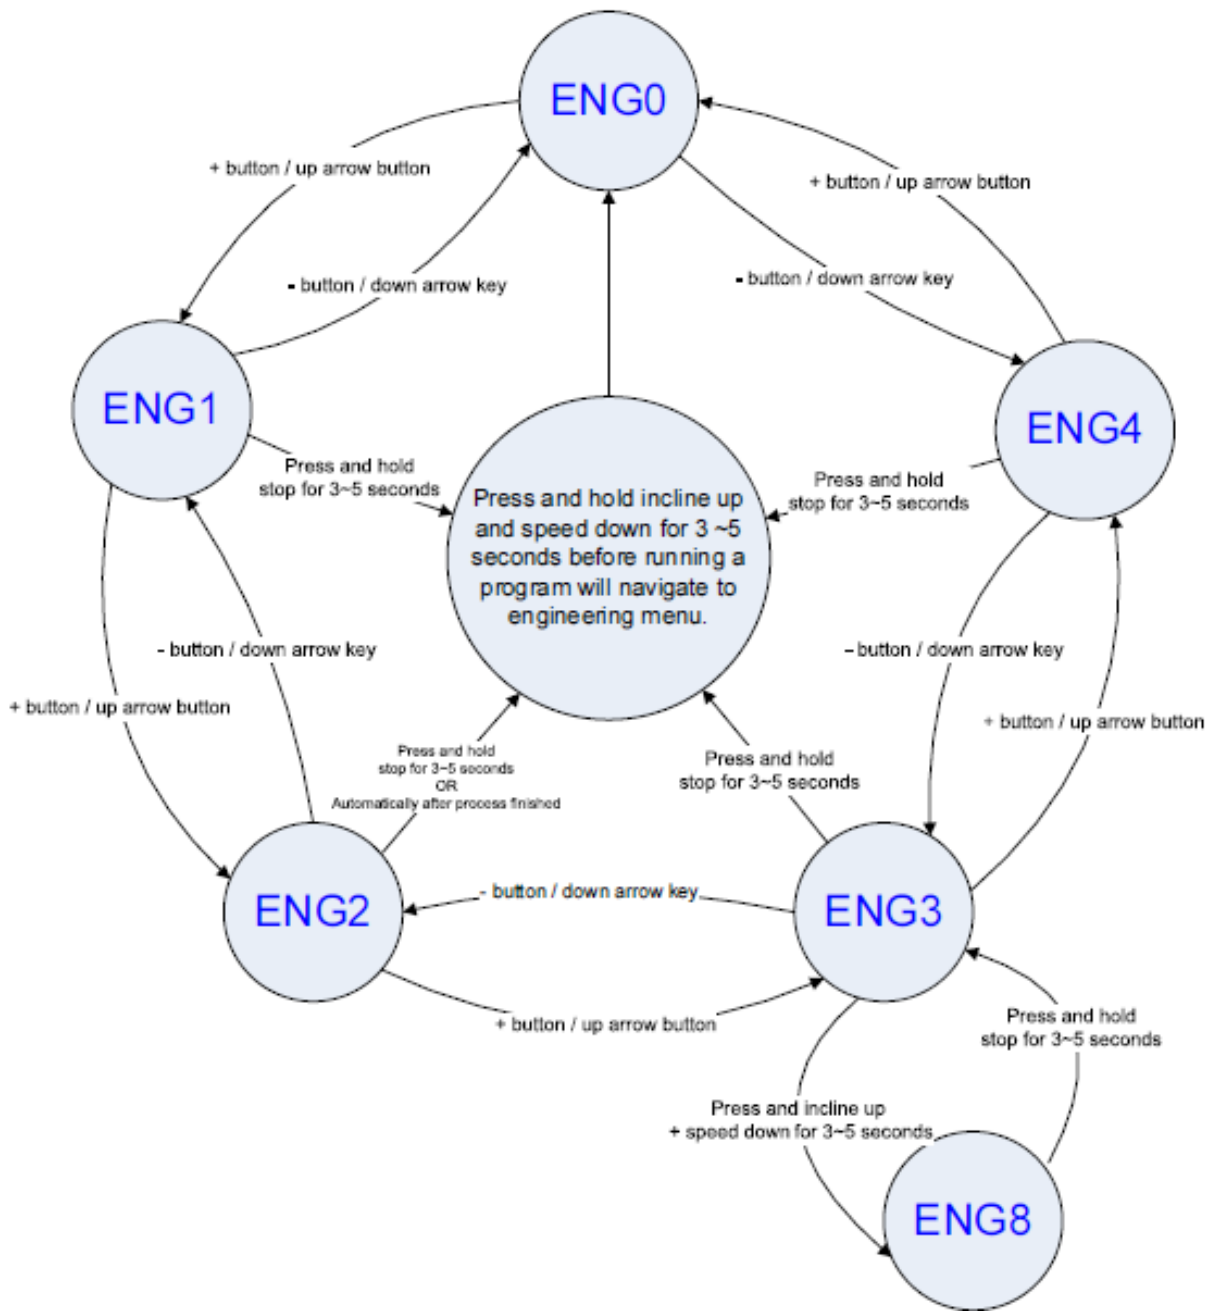 ENG0
+ button / up arrow button
+ button / up arrow button
- button / down arrow key
- button / down arrow key
ENG1
ENG4
Press and hold
stop for 3~5 seconds
Press and hold
stop for 3~5 seconds
Press and hold incline up
and speed down for 3 ~5
seconds before running a
program will navigate to
engineering menu.
- button / down arrow key
- button / down arrow key
+ button / up arrow button
+ button / up arrow button
Press and hold
stop for 3~5 seconds
OR
Automatically after process finished
Press and hold
stop for 3~5 seconds
ENG2
- button / down arrow key
ENG3
+ button / up arrow button
Press and hold
stop for 3~5 seconds
Press and incline up
+ speed down for 3~5 seconds
ENG8